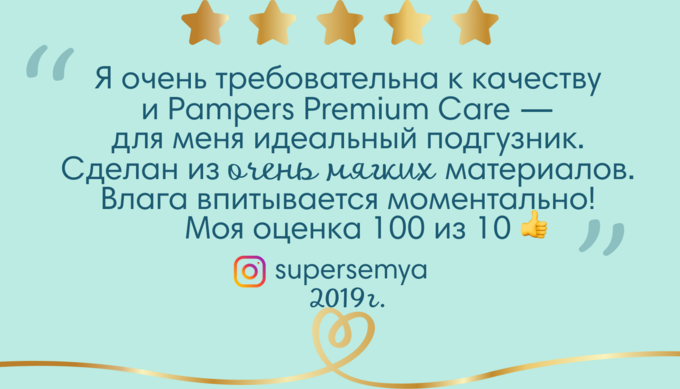 “
Я очень требовательна к качеству
и Pampers Premium Care —
для меня идеальный подгузник.
Сделан из очень мягких материалов.
Влага впитывается моментально!
Моя оценка 100 из 10 👍
”
supersemya
2019г.